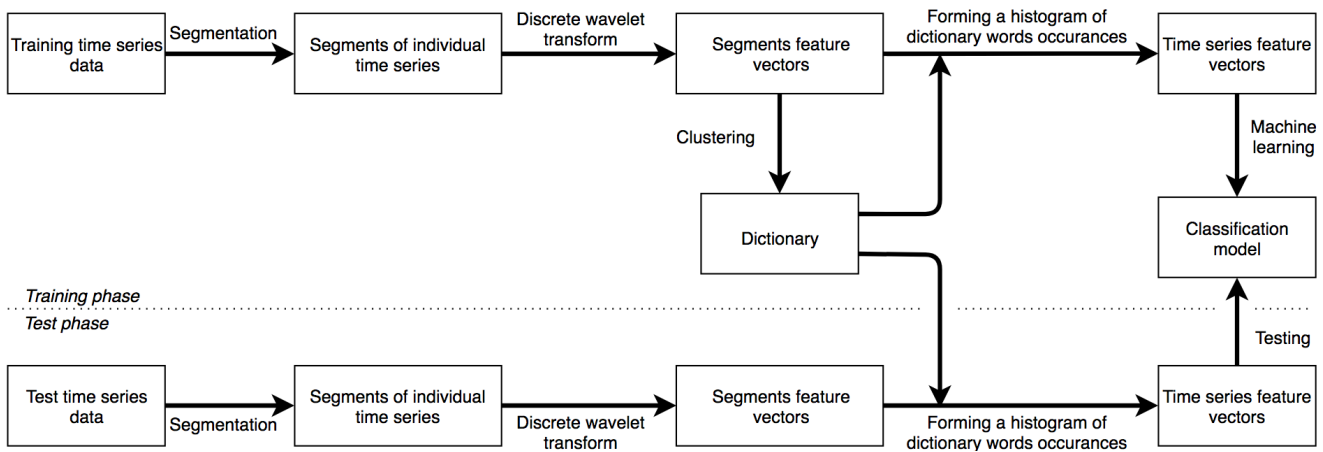 Training time series
data
Segmentation
Segments of individual
time series
Discrete wavelet
transform
Segments feature
vectors
Forming a histogram of
dictionary words occurances
Time series feature
vectors
Clustering
Machine
learning
Dictionary
Classification
model
Training phase
Test phase
Testing
Test time series
data
Segmentation
Segments of individual
time series
Discrete wavelet
transform
Segments feature
vectors
Forming a histogram of
dictionary words occurances
Time series feature
vectors